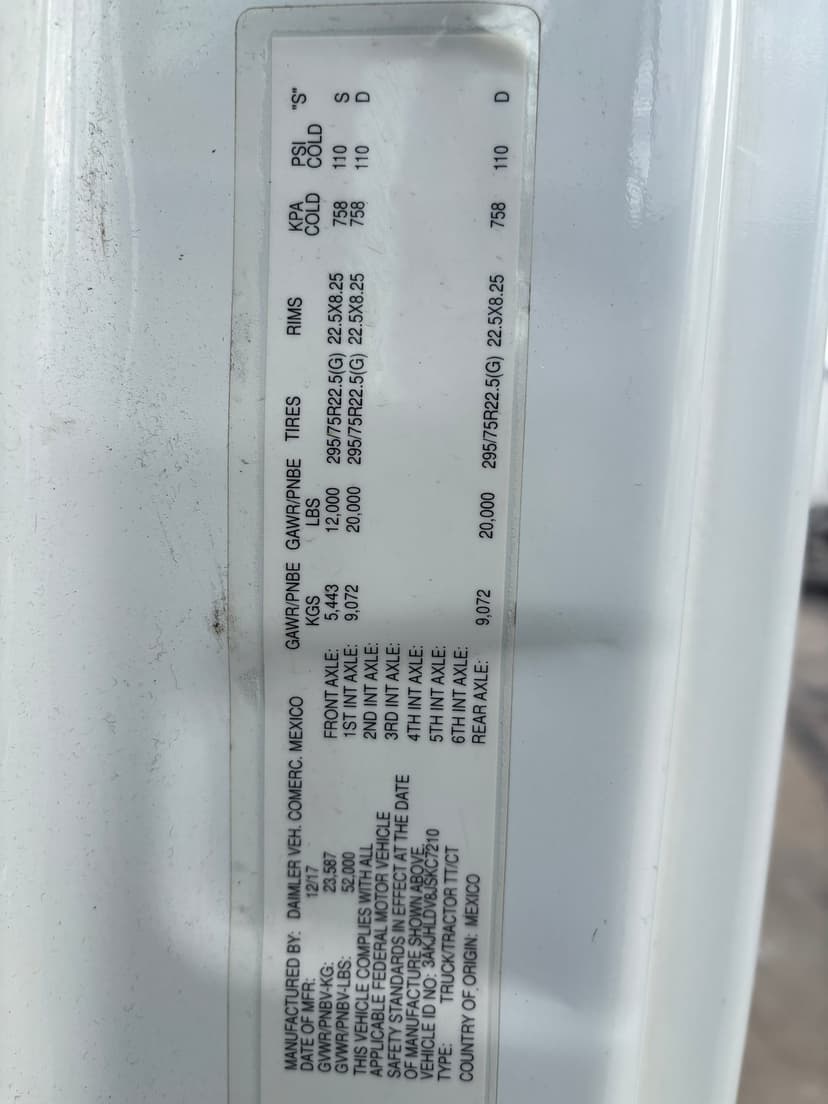 MANUFACTURED BY: DAIMLER VEH. COMERC. MEXICO GAWR/PNBE GAWR/PNBE TIRES RIMS KPA PSI "S"
DATE OF MFR: 12/17 KGS LBS COLD COLD
GVWR/PNBV-KG: 23,587 FRONT AXLE: 5,443 12,000 295/75R22.5(G) 22.5X8.25 758 110 S
GVWR/PNBV-LBS: 52,000 1ST INT AXLE: 9,072 20,000 295/75R22.5(G) 22.5X8.25 758 110 D
THIS VEHICLE COMPLIES WITH ALL 2ND INT AXLE:
APPLICABLE FEDERAL MOTOR VEHICLE 3RD INT AXLE:
SAFETY STANDARDS IN EFFECT AT THE DATE 4TH INT AXLE:
OF MANUFACTURE SHOWN ABOVE. 5TH INT AXLE:
VEHICLE ID NO: 3AKJHLDV8JSKC7210 6TH INT AXLE:
TYPE: TRUCK/TRACTOR TT/CT REAR AXLE: 9,072 20,000 295/75R22.5(G) 22.5X8.25 758 110 D
COUNTRY OF ORIGIN: MEXICO